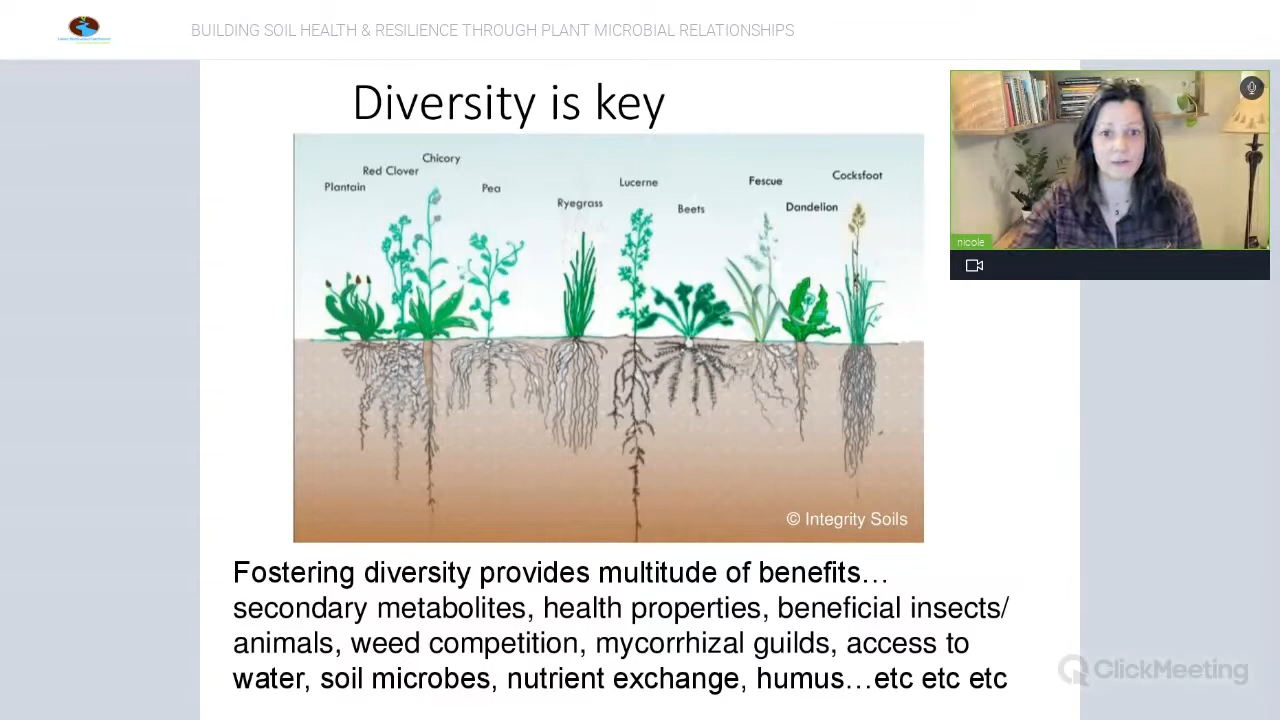 BUILDING SOIL HEALTH & RESILIENCE THROUGH PLANT MICROBIAL RELATIONSHIPS
Diversity is key
Plantain
Red Clover
Chicory
Pea
Ryegrass
Lucerne
Beets
Fescue
Dandelion
Cocksfoot
© Integrity Soils
nicole
Fostering diversity provides multitude of benefits…
secondary metabolites, health properties, beneficial insects/
animals, weed competition, mycorrhizal guilds, access to
water, soil microbes, nutrient exchange, humus…etc etc etc
ClickMeeting